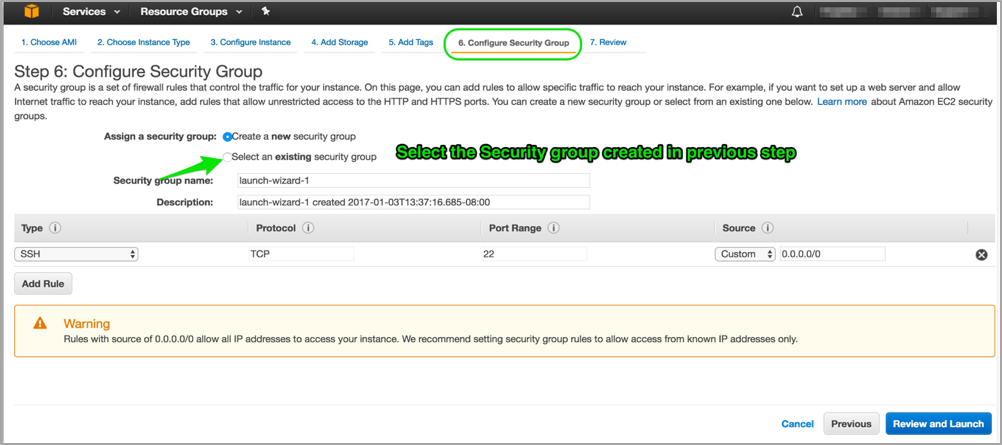 Services Resource Groups
1. Choose AMI 2. Choose Instance Type 3. Configure Instance 4. Add Storage 5. Add Tags 6. Configure Security Group 7. Review
Step 6: Configure Security Group
A security group is a set of firewall rules that control the traffic for your instance. On this page, you can add rules to allow specific traffic to reach your instance. For example, if you want to set up a web server and allow
Internet traffic to reach your instance, add rules that allow unrestricted access to the HTTP and HTTPS ports. You can create a new security group or select from an existing one below. Learn more about Amazon EC2 security
groups.
Assign a security group: Create a new security group
Select an existing security group
Select the Security group created in previous step
Security group name: launch-wizard-1
Description: launch-wizard-1 created 2017-01-03T13:37:16.685-08:00
Type i Protocol i Port Range i Source i
SSH TCP 22 Custom 0.0.0.0/0
Add Rule
Warning
Rules with source of 0.0.0.0/0 allow all IP addresses to access your instance. We recommend setting security group rules to allow access from known IP addresses only.
Cancel Previous Review and Launch